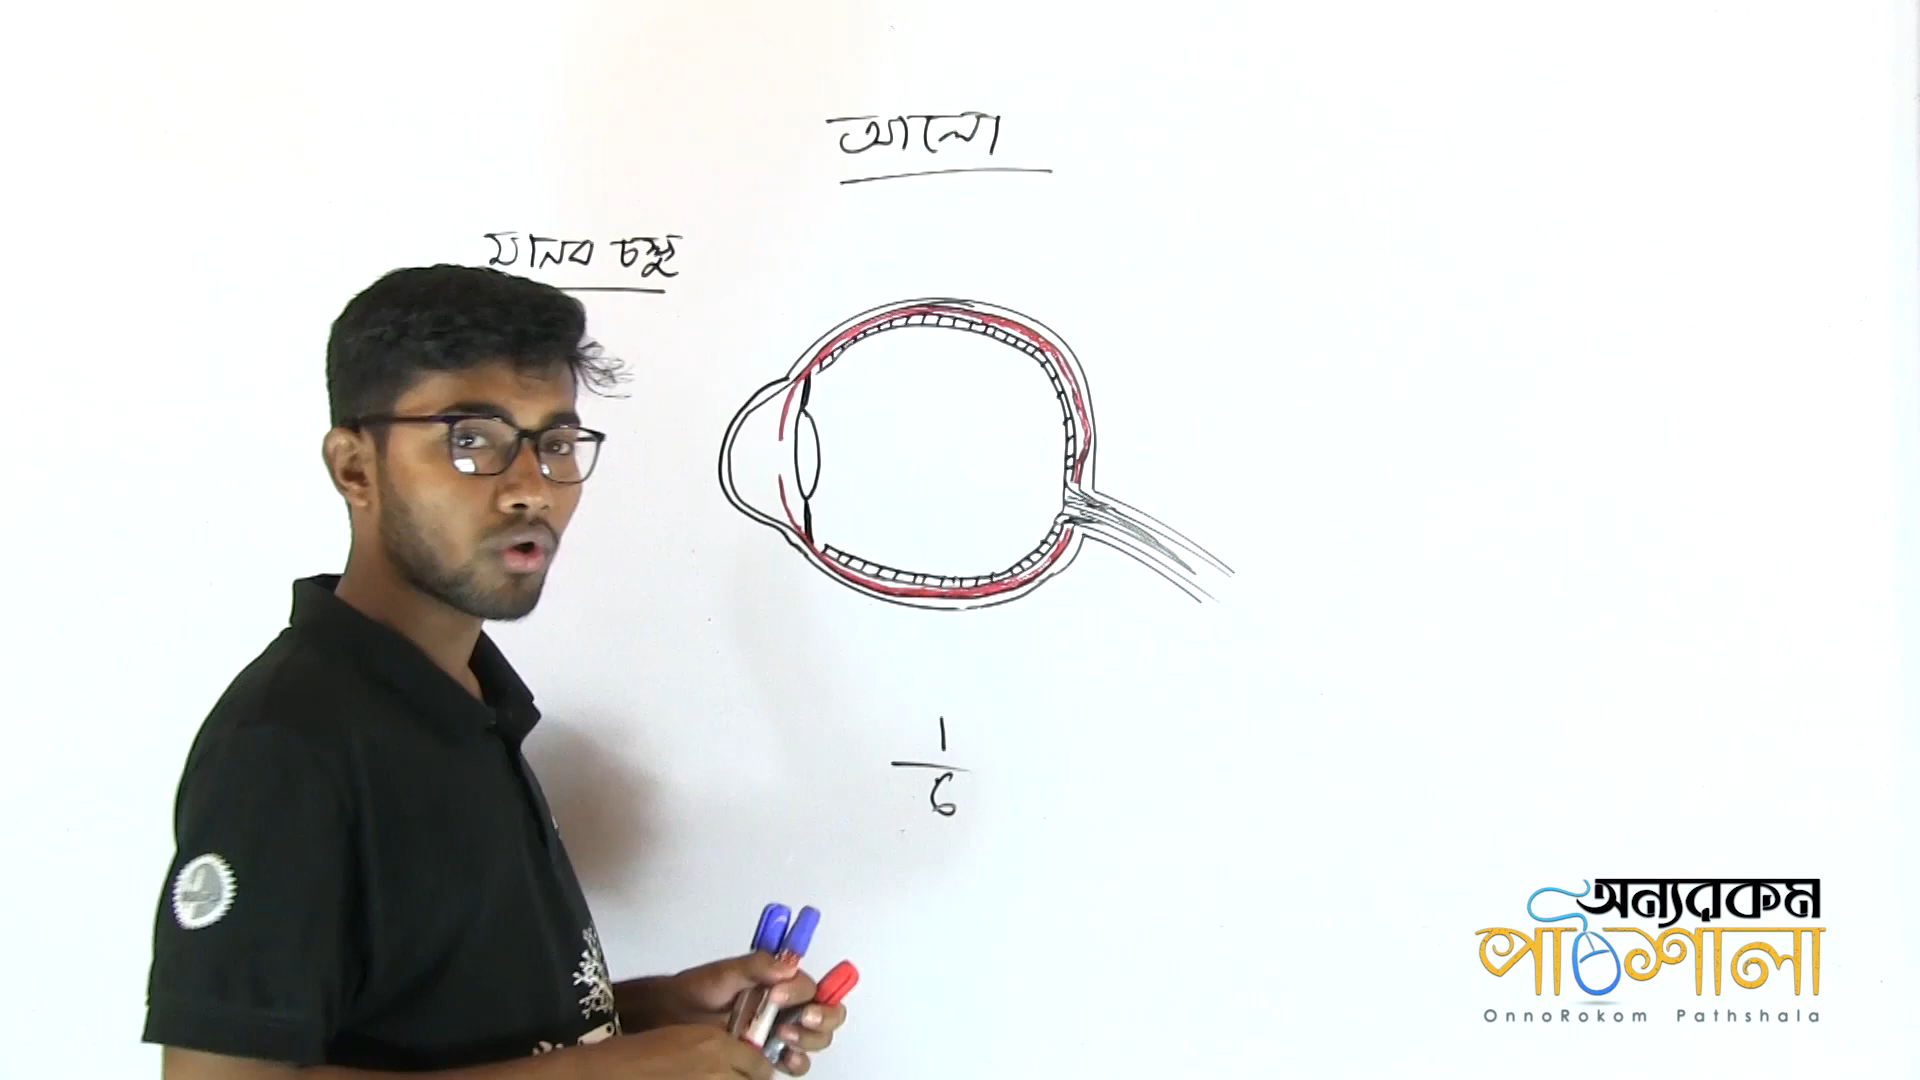 আলো
মানব চক্ষু
1
6
অন্যরকম
পাঠশালা
OnnoRokom Pathshala